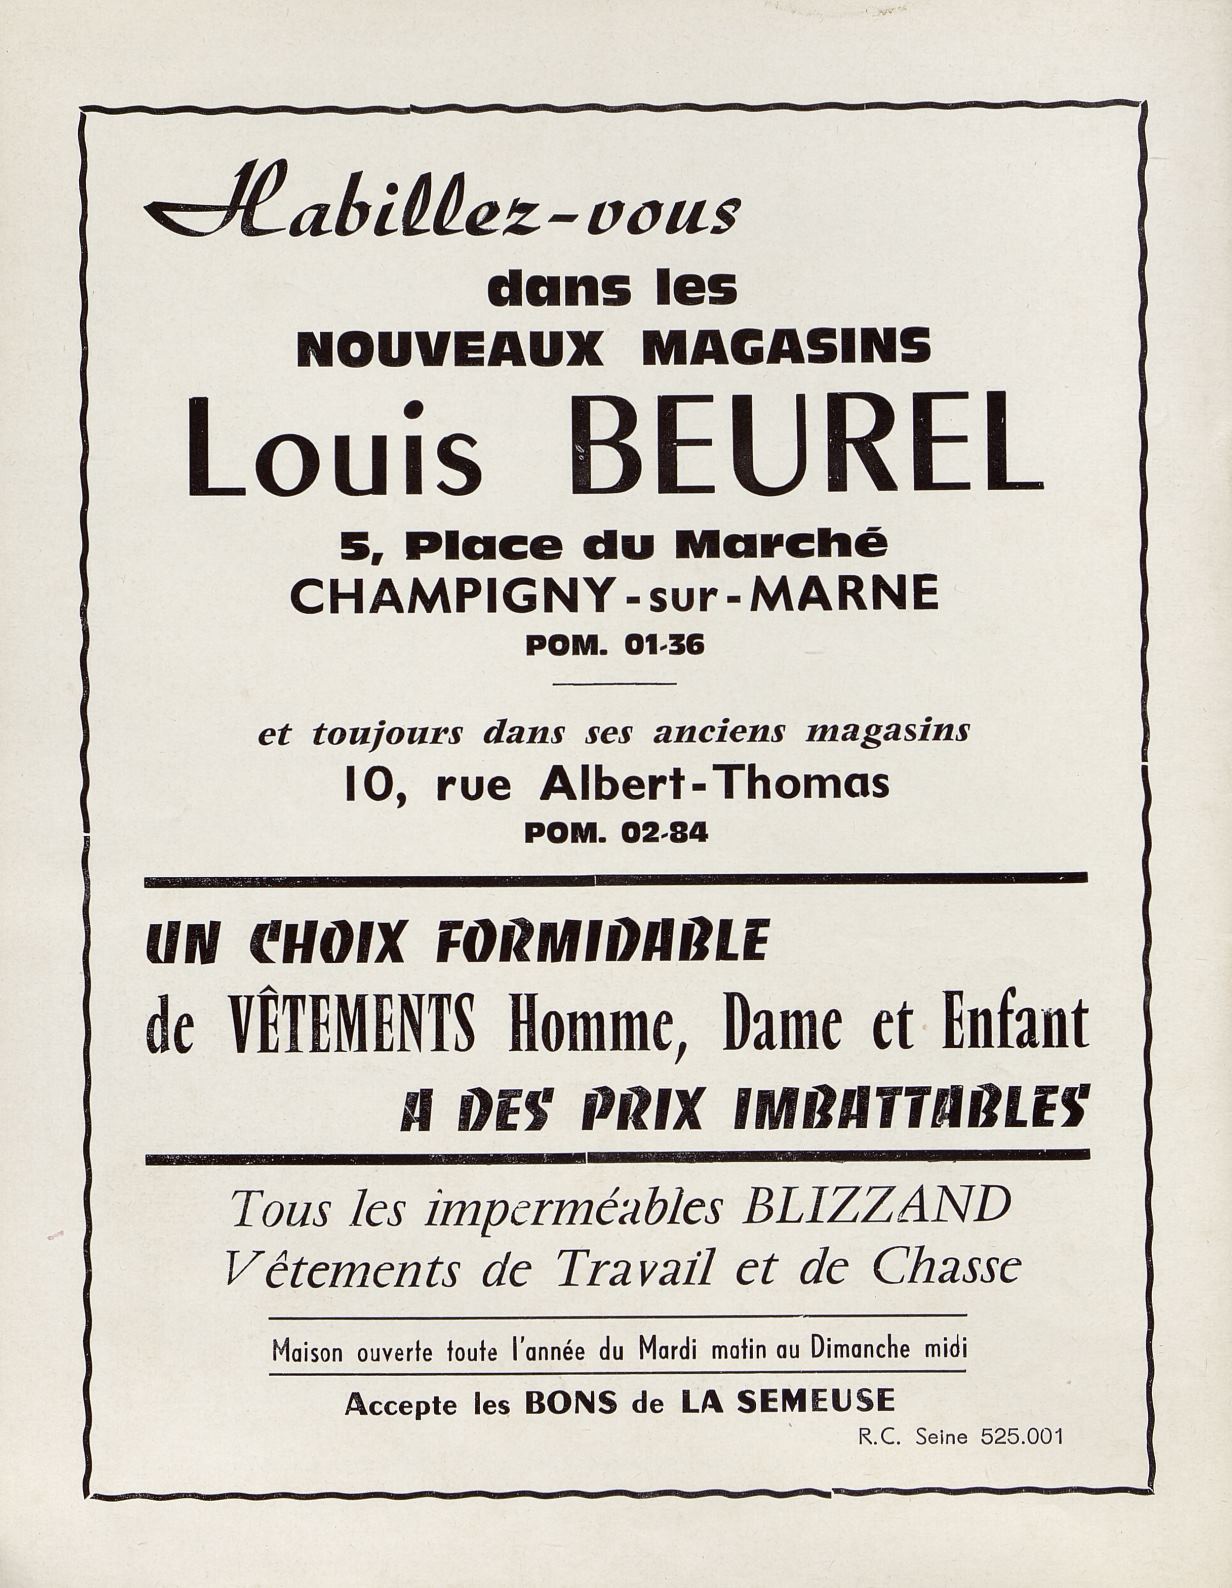 Habillez-vous
dans les
NOUVEAUX MAGASINS
Louis BEUREL
5, Place du Marché
CHAMPIGNY-sur-MARNE
POM. 01-36
et toujours dans ses anciens magasins
10, rue Albert-Thomas
POM. 02-84
UN CHOIX FORMIDABLE
de VÊTEMENTS Homme, Dame et Enfant
A DES PRIX IMBATTABLES
Tous les imperméables BLIZZAND
Vêtements de Travail et de Chasse
Maison ouverte toute l'année du Mardi matin au Dimanche midi
Accepte les BONS de LA SEMEUSE
R.C. Seine 525.001